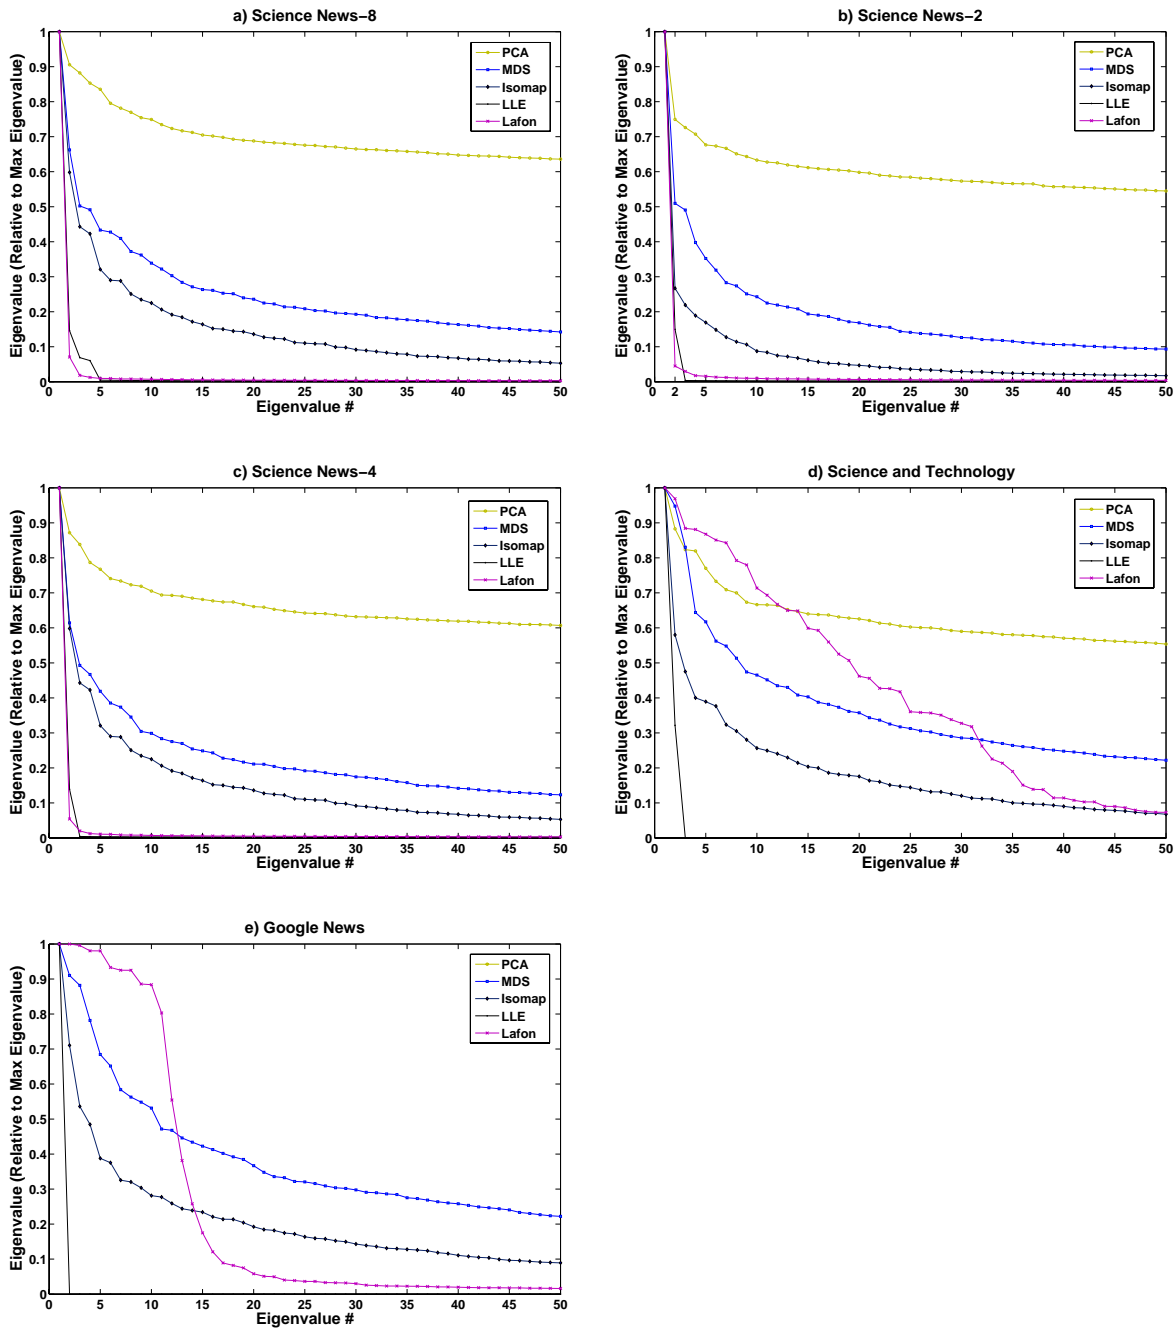 a) Science News-8
Eigenvalue (Relative to Max Eigenvalue)
1
0.9
0.8
0.7
0.6
0.5
0.4
0.3
0.2
0.1
0
PCA
MDS
Isomap
LLE
Lafon
0 5 10 15 20 25 30 35 40 45 50
Eigenvalue #
b) Science News-2
Eigenvalue (Relative to Max Eigenvalue)
1
0.9
0.8
0.7
0.6
0.5
0.4
0.3
0.2
0.1
0
PCA
MDS
Isomap
LLE
Lafon
0 2 5 10 15 20 25 30 35 40 45 50
Eigenvalue #
c) Science News-4
Eigenvalue (Relative to Max Eigenvalue)
1
0.9
0.8
0.7
0.6
0.5
0.4
0.3
0.2
0.1
0
PCA
MDS
Isomap
LLE
Lafon
0 5 10 15 20 25 30 35 40 45 50
Eigenvalue #
d) Science and Technology
Eigenvalue (Relative to Max Eigenvalue)
1
0.9
0.8
0.7
0.6
0.5
0.4
0.3
0.2
0.1
0
PCA
MDS
Isomap
LLE
Lafon
0 5 10 15 20 25 30 35 40 45 50
Eigenvalue #
e) Google News
Eigenvalue (Relative to Max Eigenvalue)
1
0.9
0.8
0.7
0.6
0.5
0.4
0.3
0.2
0.1
0
PCA
MDS
Isomap
LLE
Lafon
0 5 10 15 20 25 30 35 40 45 50
Eigenvalue #